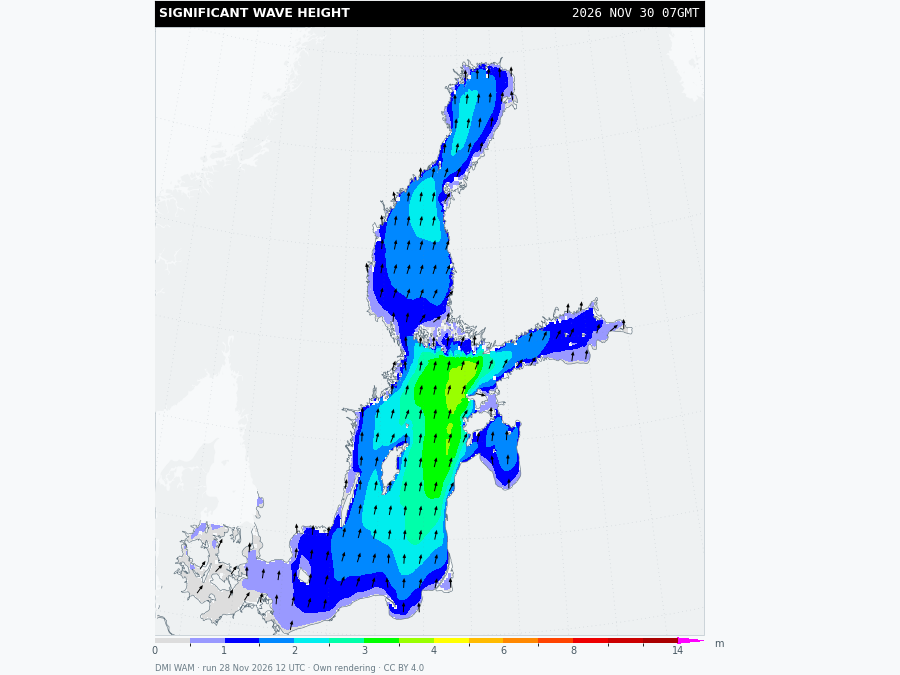 SIGNIFICANT WAVE HEIGHT 2026 NOV 30 07GMT
0 1 2 3 4 6 8 14 m
DMI WAM · run 28 Nov 2026 12 UTC · Own rendering · CC BY 4.0